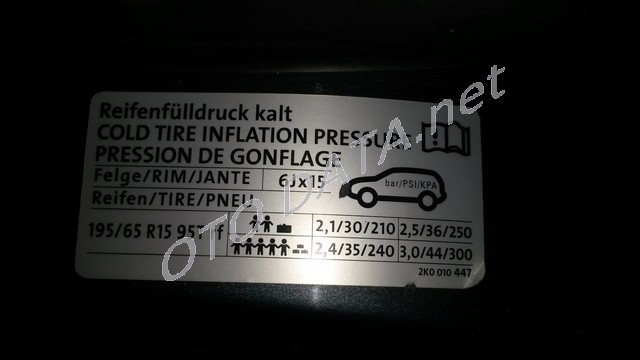 Reifenfülldruck kalt
COLD TIRE INFLATION PRESSURE
PRESSION DE GONFLAGE
Felge/RIM/JANTE 6Jx15
bar/PSI/KPA
Reifen/TIRE/PNEU
195/65 R15 95T rf 2,1/30/210 2,5/36/250
2,4/35/240 3,0/44/300
2K0 010 447
OTO DATA.net